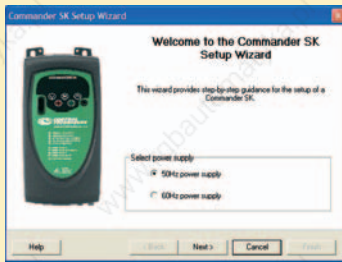 Commander SK Setup Wizard
Welcome to the Commander SK
Setup Wizard
This wizard provides step-by-step guidance for the setup of a
Commander SK.
Select power supply
50Hz power supply
60Hz power supply
Help
< Back
Next >
Cancel
Finish